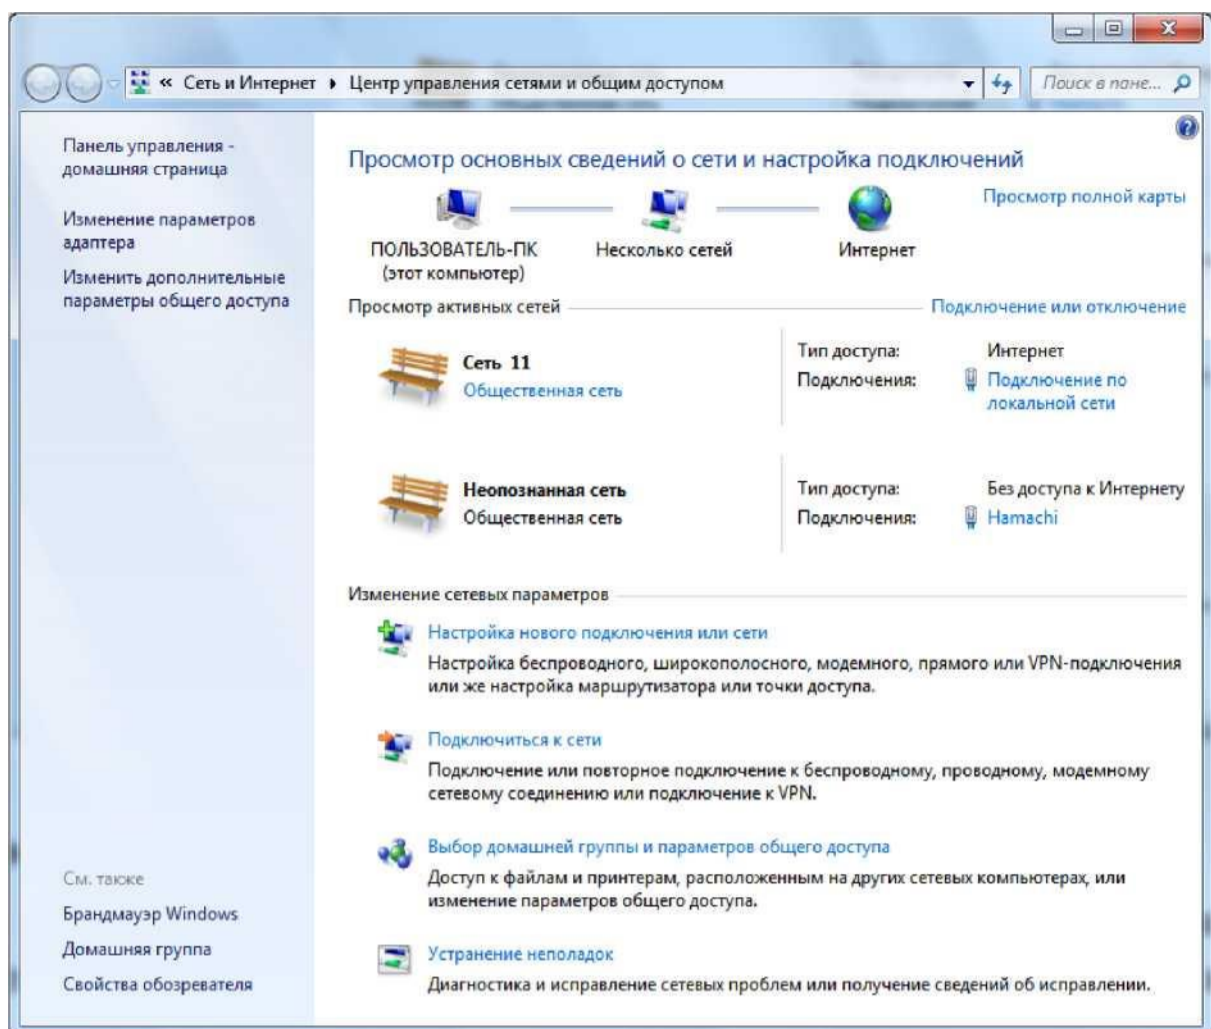 « Сеть и Интернет ▸ Центр управления сетями и общим доступом
Поиск в пане...
Панель управления -
домашняя страница
Изменение параметров
адаптера
Изменить дополнительные
параметры общего доступа
Просмотр основных сведений о сети и настройка подключений
Просмотр полной карты
ПОЛЬЗОВАТЕЛЬ-ПК
(этот компьютер)
Несколько сетей
Интернет
Просмотр активных сетей
Подключение или отключение
Сеть 11
Общественная сеть
Тип доступа: Интернет
Подключения: Подключение по
локальной сети
Неопознанная сеть
Общественная сеть
Тип доступа: Без доступа к Интернету
Подключения: Hamachi
Изменение сетевых параметров
Настройка нового подключения или сети
Настройка беспроводного, широкополосного, модемного, прямого или VPN-подключения
или же настройка маршрутизатора или точки доступа.
Подключиться к сети
Подключение или повторное подключение к беспроводному, проводному, модемному
сетевому соединению или подключение к VPN.
Выбор домашней группы и параметров общего доступа
Доступ к файлам и принтерам, расположенным на других сетевых компьютерах, или
изменение параметров общего доступа.
Устранение неполадок
Диагностика и исправление сетевых проблем или получение сведений об исправлении.
См. также
Брандмауэр Windows
Домашняя группа
Свойства обозревателя